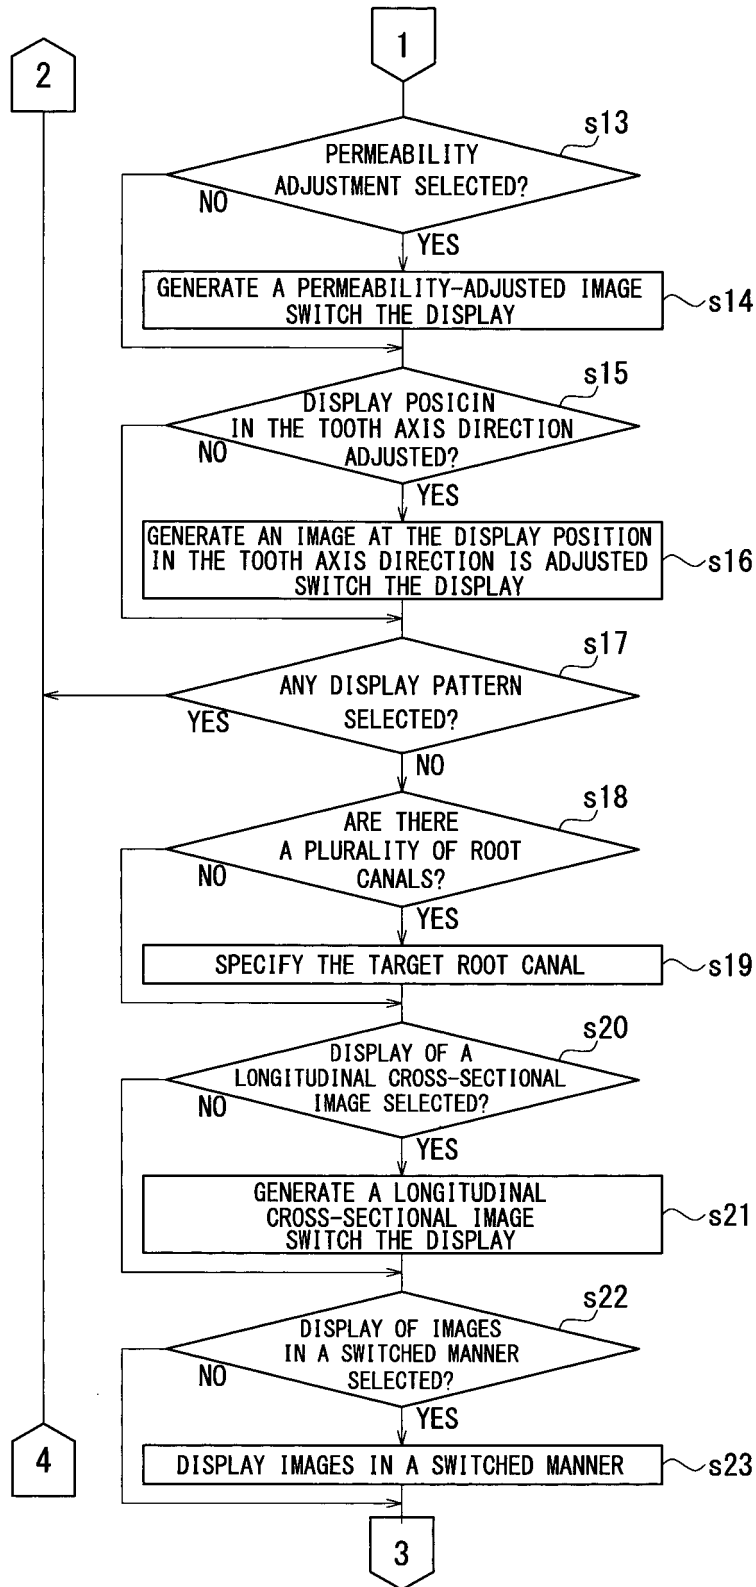 1
2
s13
PERMEABILITY
ADJUSTMENT SELECTED?
NO
YES
GENERATE A PERMEABILITY-ADJUSTED IMAGE
SWITCH THE DISPLAY
s14
s15
DISPLAY POSICIN
IN THE TOOTH AXIS DIRECTION
ADJUSTED?
NO
YES
GENERATE AN IMAGE AT THE DISPLAY POSITION
IN THE TOOTH AXIS DIRECTION IS ADJUSTED
SWITCH THE DISPLAY
s16
s17
ANY DISPLAY PATTERN
SELECTED?
YES
NO
s18
ARE THERE
A PLURALITY OF ROOT
CANALS?
NO
YES
SPECIFY THE TARGET ROOT CANAL
s19
s20
DISPLAY OF A
LONGITUDINAL CROSS-SECTIONAL
IMAGE SELECTED?
NO
YES
GENERATE A LONGITUDINAL
CROSS-SECTIONAL IMAGE
SWITCH THE DISPLAY
s21
s22
DISPLAY OF IMAGES
IN A SWITCHED MANNER
SELECTED?
NO
YES
4
DISPLAY IMAGES IN A SWITCHED MANNER
s23
3